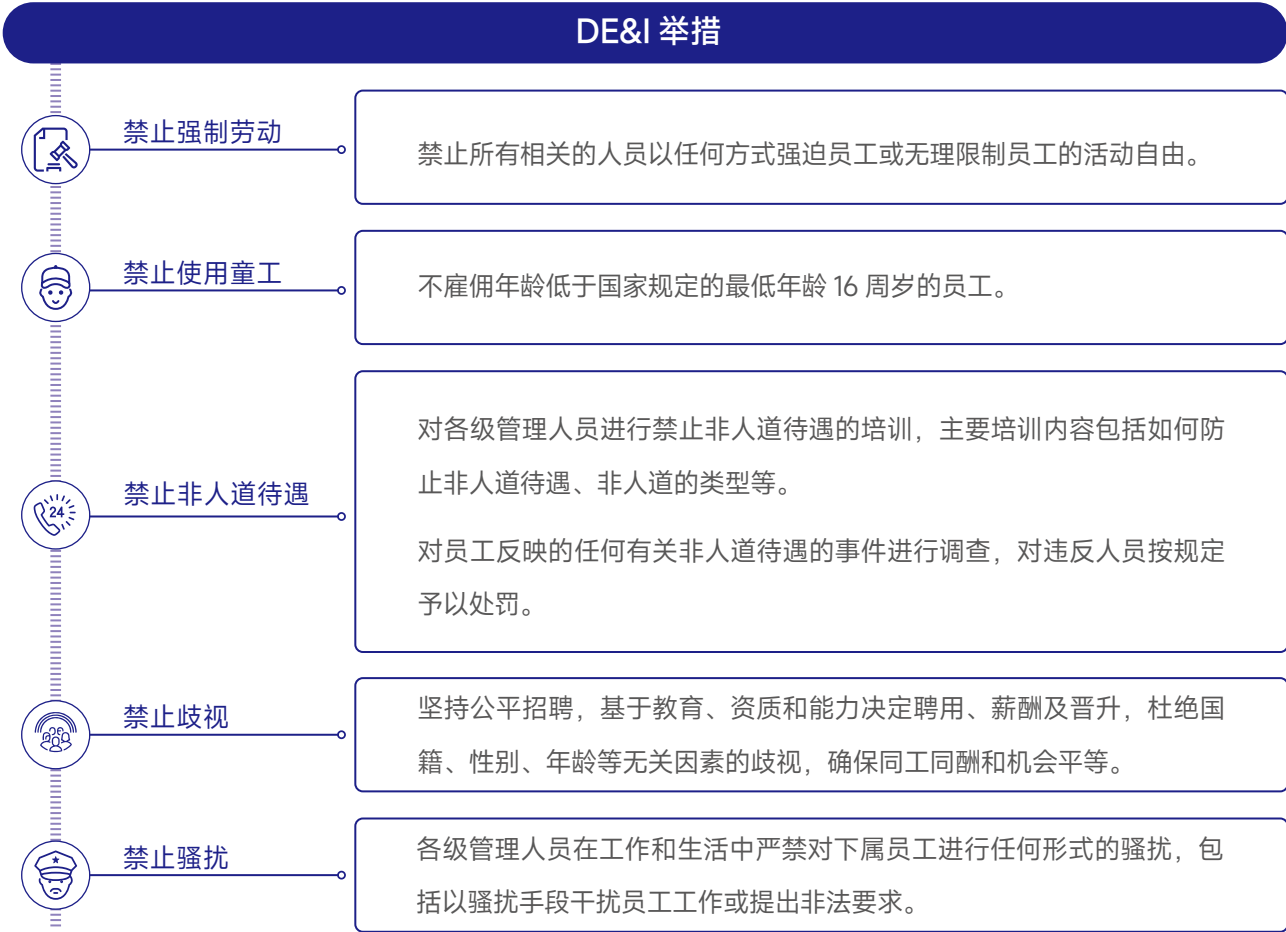 DE&I 举措
禁止强制劳动
禁止所有相关的人员以任何方式强迫员工或无理限制员工的活动自由。
禁止使用童工
不雇佣年龄低于国家规定的最低年龄 16 周岁的员工。
禁止非人道待遇
24
对各级管理人员进行禁止非人道待遇的培训，主要培训内容包括如何防
止非人道待遇、非人道的类型等。
对员工反映的任何有关非人道待遇的事件进行调查，对违反人员按规定
予以处罚。
禁止歧视
坚持公平招聘，基于教育、资质和能力决定聘用、薪酬及晋升，杜绝国
籍、性别、年龄等无关因素的歧视，确保同工同酬和机会平等。
禁止骚扰
各级管理人员在工作和生活中严禁对下属员工进行任何形式的骚扰，包
括以骚扰手段干扰员工工作或提出非法要求。